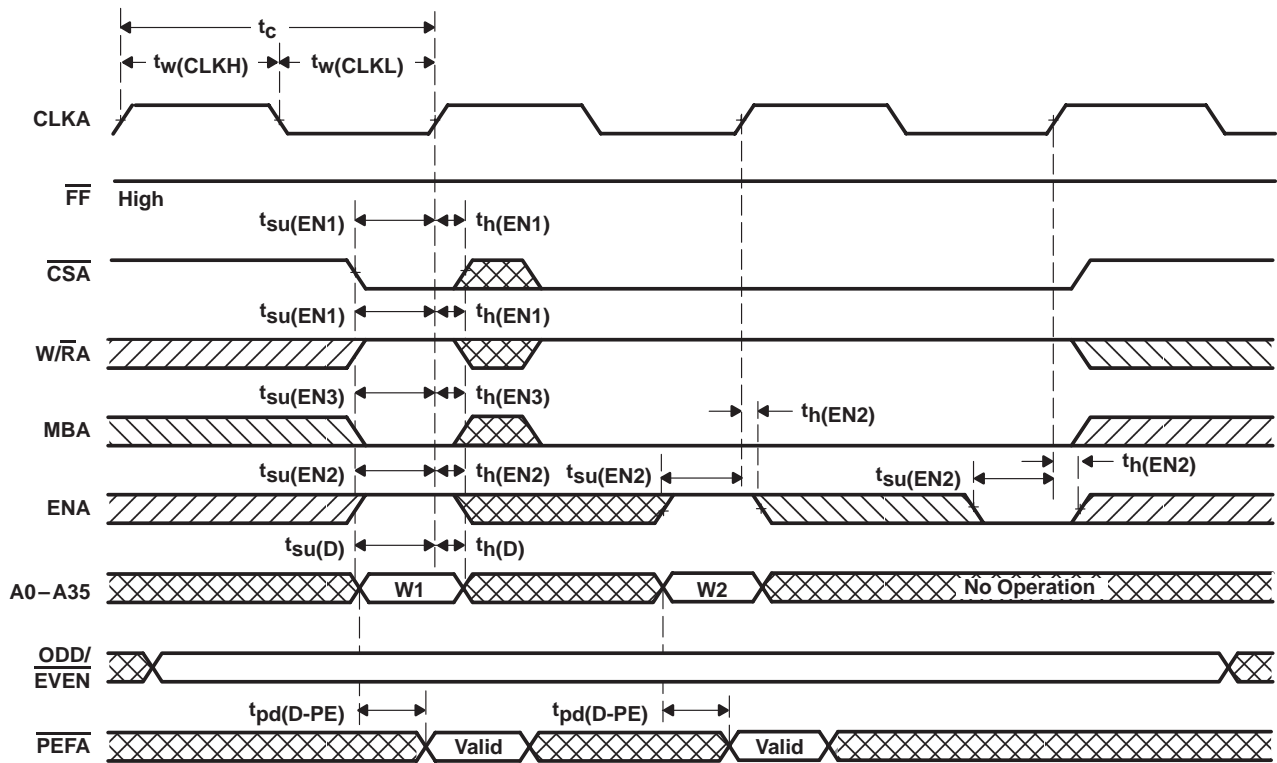 tc
tw(CLKH) tw(CLKL)
CLKA
FF High
tsu(EN1) th(EN1)
CSA
tsu(EN1) th(EN1)
W/RA
tsu(EN3) th(EN3)
th(EN2)
MBA
tsu(EN2) th(EN2) tsu(EN2) tsu(EN2) th(EN2)
ENA
tsu(D) th(D)
A0–A35 W1 W2 No Operation
ODD/
EVEN
tpd(D-PE) tpd(D-PE)
PEFA Valid Valid